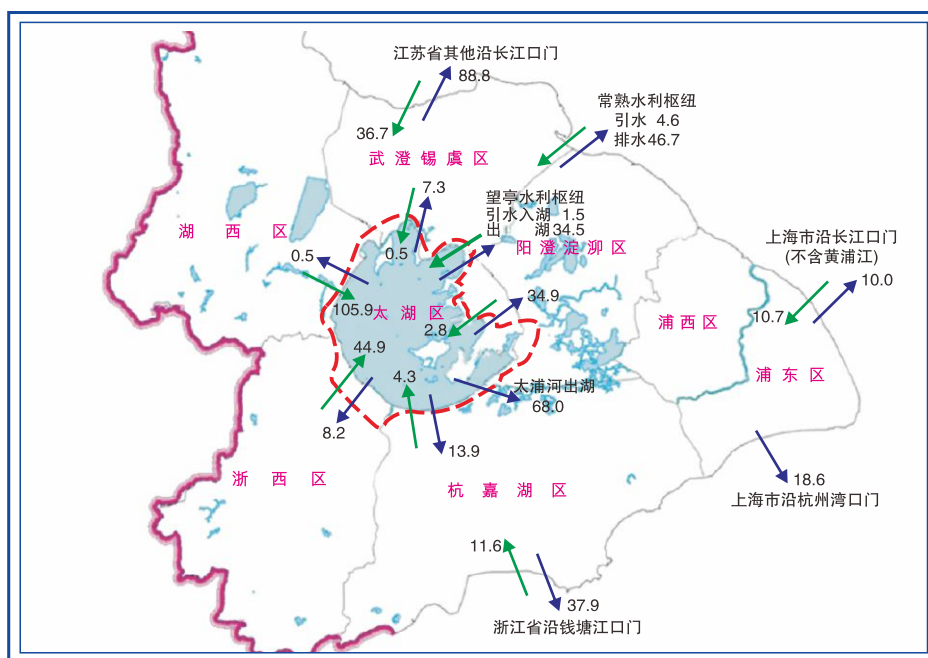 江苏省其他沿长江口门
88.8
36.7
常熟水利枢纽
引水 4.6
排水46.7
武澄锡虞区
7.3
望亭水利枢纽
引水入湖 1.5
出 湖34.5
湖西区
0.5
0.5
阳澄淀泖区
上海市沿长江口门
(不含黄浦江)
10.0
105.9
太湖区
2.8
34.9
10.7
浦西区
44.9
4.3
浦东区
太浦河出湖
68.0
8.2
13.9
浙西区
杭嘉湖区
18.6
上海市沿杭州湾口门
11.6
37.9
浙江省沿钱塘江口门